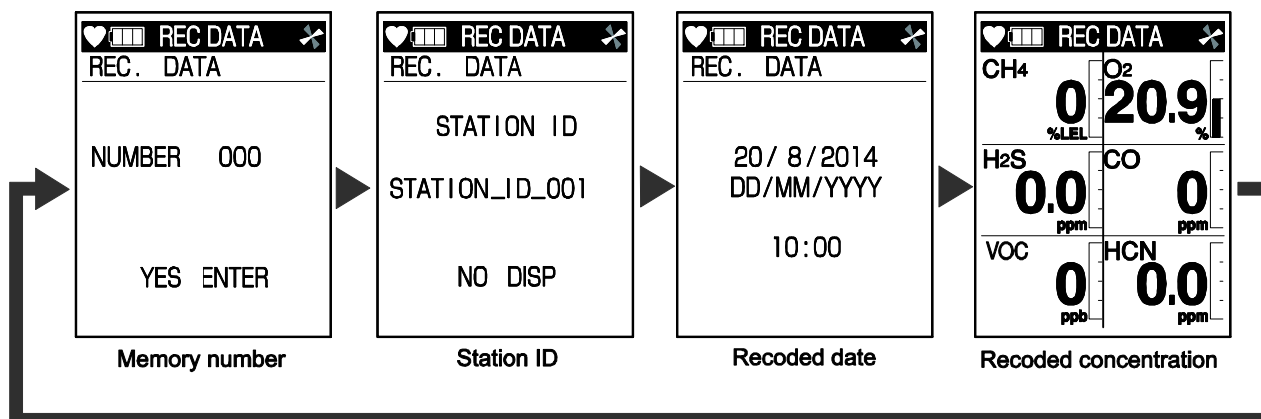 REC DATA
REC. DATA
NUMBER 000
YES ENTER
Memory number
REC DATA
REC. DATA
STATION ID
STATION_ID_001
NO DISP
Station ID
REC DATA
REC. DATA
20/ 8/2014
DD/MM/YYYY
10:00
Recoded date
REC DATA
CH4 O2
0 20.9
%LEL %
H2S CO
0.0 0
ppm ppm
VOC HCN
0 0.0
ppb ppm
Recoded concentration